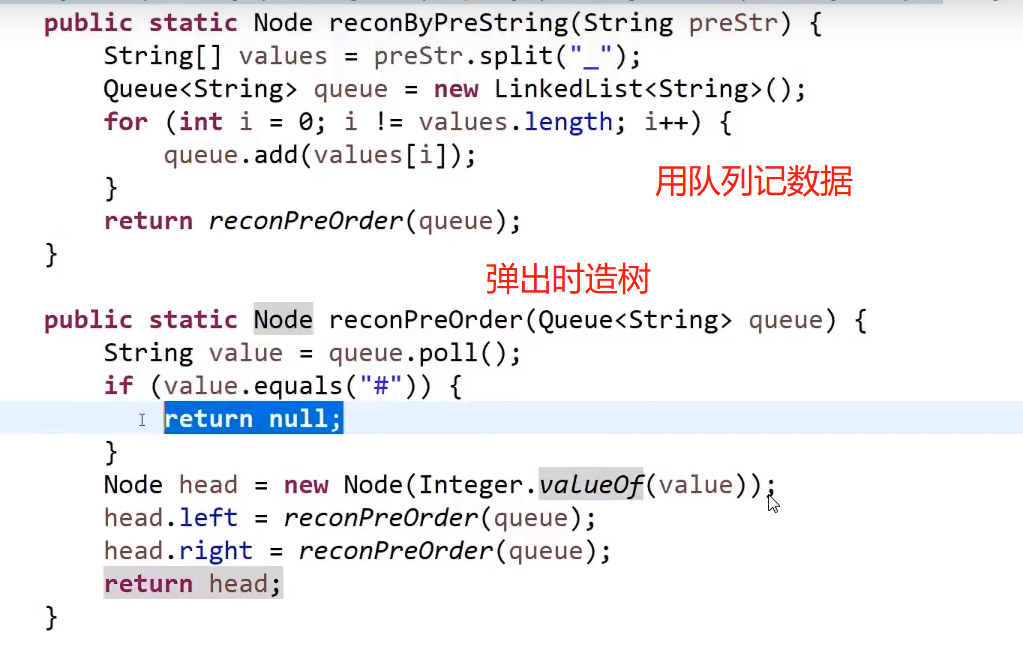 public static Node reconByPreString(String preStr) {
String[] values = preStr.split("_");
Queue<String> queue = new LinkedList<String>();
for (int i = 0; i != values.length; i++) {
queue.add(values[i]);
用队列记数据
}
return reconPreOrder(queue);
}
弹出时造树
public static Node reconPreOrder(Queue<String> queue) {
String value = queue.poll();
if (value.equals("#")) {
return null;
}
Node head = new Node(Integer.valueOf(value));
head.left = reconPreOrder(queue);
head.right = reconPreOrder(queue);
return head;
}